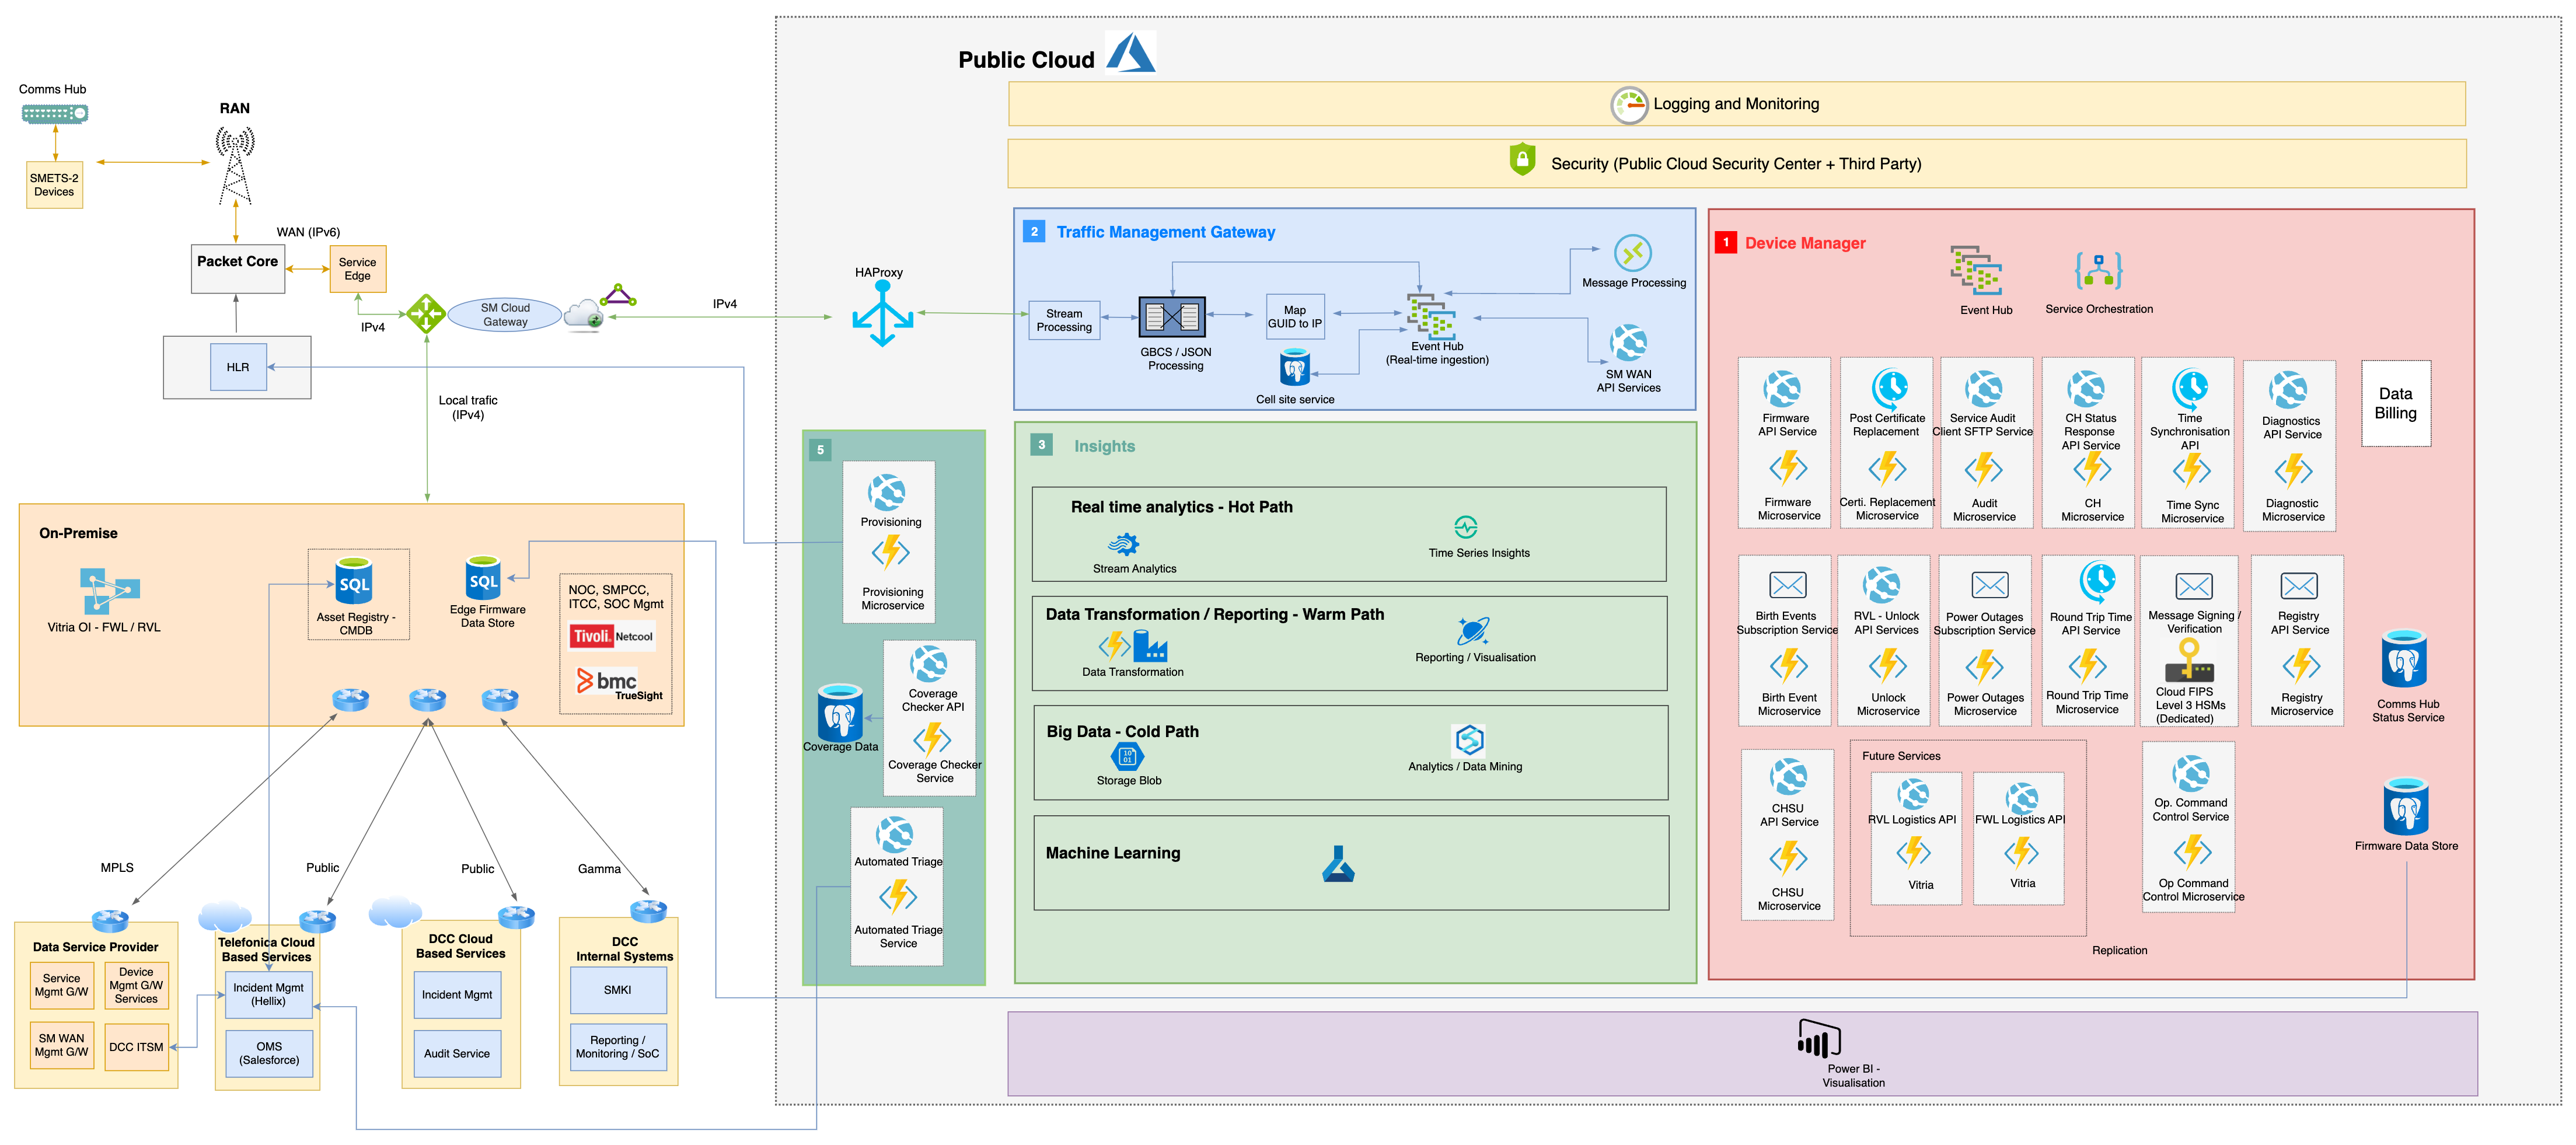 Public Cloud
Logging and Monitoring
Security (Public Cloud Security Center + Third Party)
Comms Hub
SMETS-2
Devices
RAN
WAN (IPv6)
Packet Core
Service
Edge
IPv4
SM Cloud
Gateway
IPv4
HLR
Local trafic
(IPv4)
HAProxy
2
Traffic Management Gateway
Stream
Processing
GBCS / JSON
Processing
Map
GUID to IP
Cell site service
Event Hub
(Real-time ingestion)
Message Processing
SM WAN
API Services
1
Device Manager
Event Hub
Service Orchestration
Firmware
API Service
Firmware
Microservice
Post Certificate
Replacement
Certi. Replacement
Microservice
Service Audit
Client SFTP Service
Audit
Microservice
CH Status
Response
API Service
CH
Microservice
Time
Synchronisation
API
Time Sync
Microservice
Diagnostics
API Service
Diagnostic
Microservice
Data
Billing
Birth Events
Subscription Service
Birth Event
Microservice
RVL - Unlock
API Services
Unlock
Microservice
Power Outages
Subscription Service
Power Outages
Microservice
Round Trip Time
API Service
Round Trip Time
Microservice
Message Signing /
Verification
Cloud FIPS
Level 3 HSMs
(Dedicated)
Registry
API Service
Registry
Microservice
Comms Hub
Status Service
CHSU
API Service
CHSU
Microservice
Future Services
RVL Logistics API
Vitria
FWL Logistics API
Vitria
Op. Command
Control Service
Op Command
Control Microservice
Firmware Data Store
Replication
3
Insights
Real time analytics - Hot Path
Stream Analytics
Time Series Insights
Data Transformation / Reporting - Warm Path
Data Transformation
Reporting / Visualisation
Big Data - Cold Path
10
01
Storage Blob
Analytics / Data Mining
Machine Learning
5
Provisioning
Provisioning
Microservice
Coverage
Checker API
Coverage Checker
Service
Coverage Data
Automated Triage
Automated Triage
Service
Power BI -
Visualisation
On-Premise
Vitria OI - FWL / RVL
SQL
Asset Registry -
CMDB
SQL
Edge Firmware
Data Store
NOC, SMPCC,
ITCC, SOC Mgmt
Tivoli. Netcool
bmc
TrueSight
MPLS
Public
Public
Gamma
Data Service Provider
Service
Mgmt G/W
Device
Mgmt G/W
Services
SM WAN
Mgmt G/W
DCC ITSM
Telefonica Cloud
Based Services
Incident Mgmt
(Hellix)
OMS
(Salesforce)
DCC Cloud
Based Services
Incident Mgmt
Audit Service
DCC
Internal Systems
SMKI
Reporting /
Monitoring / SoC